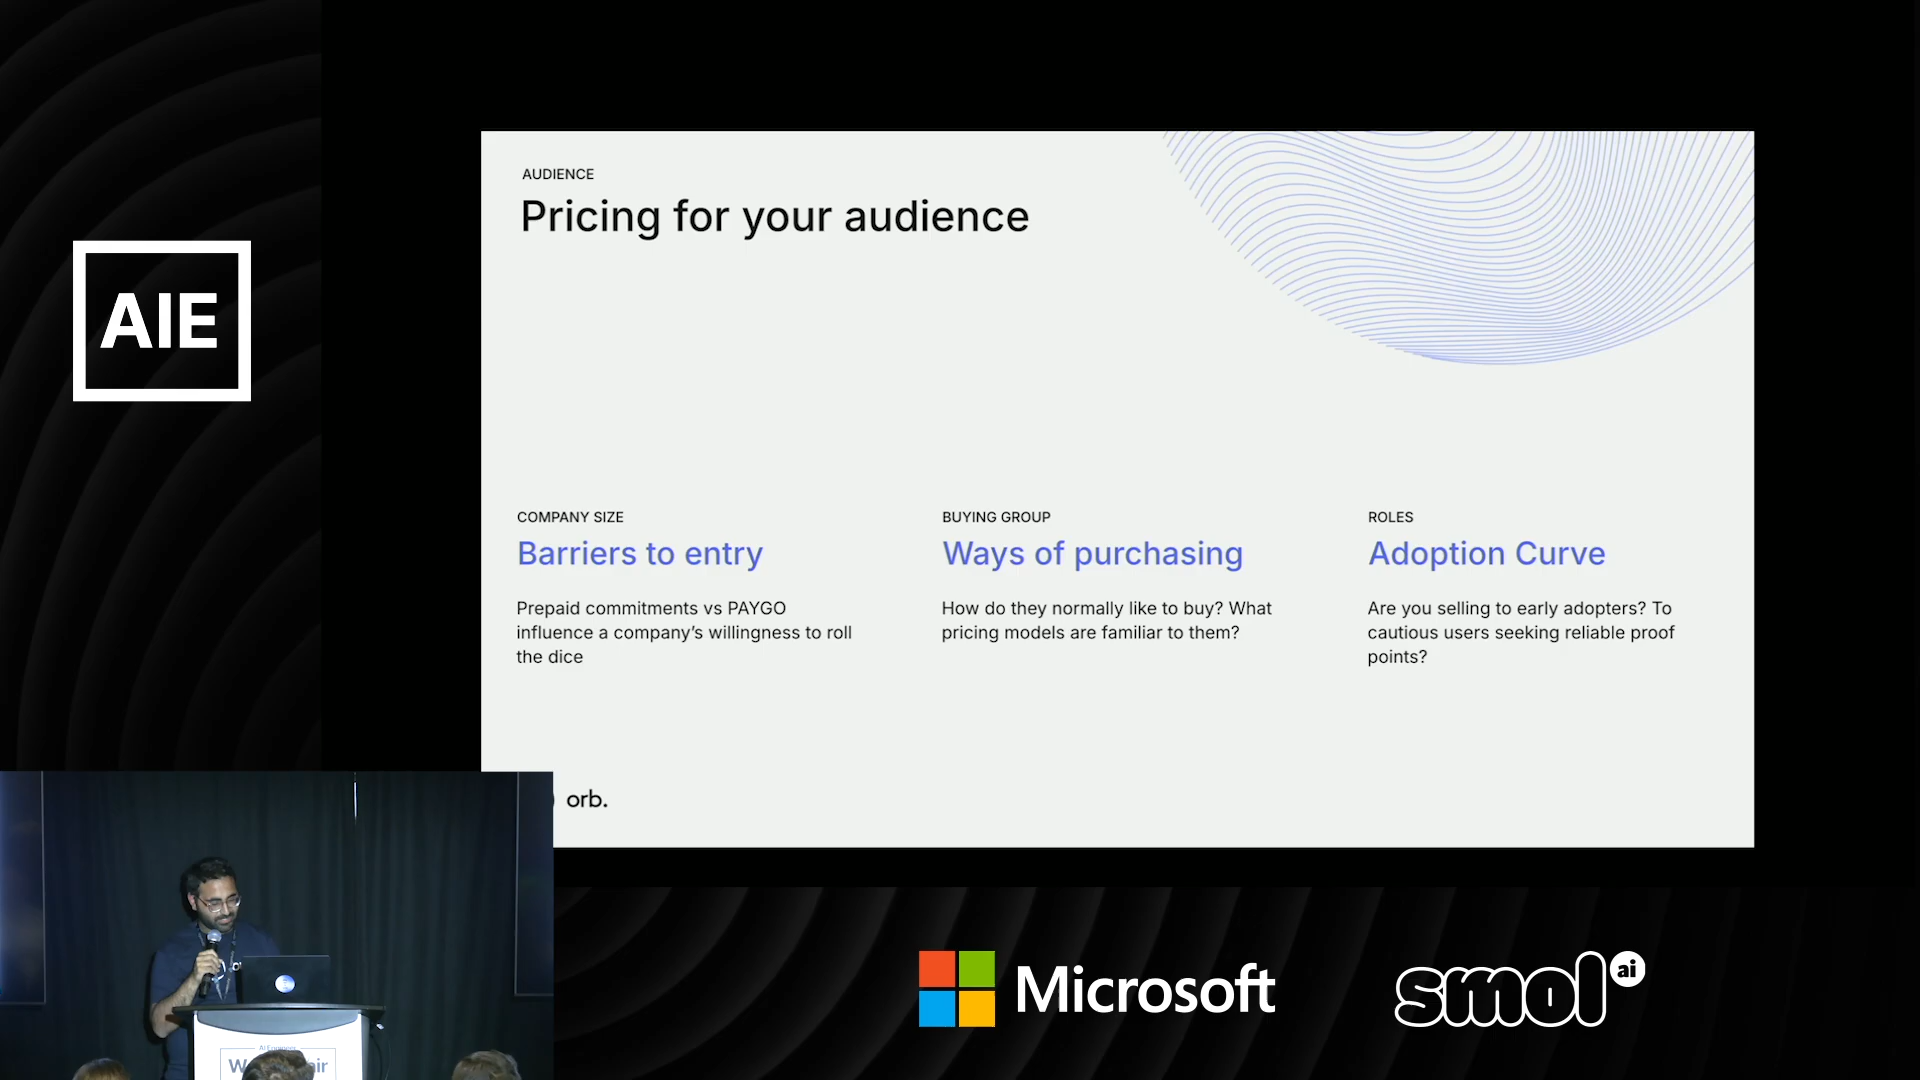 AIE
AUDIENCE
Pricing for your audience
COMPANY SIZE
Barriers to entry
Prepaid commitments vs PAYGO
influence a company's willingness to roll
the dice
BUYING GROUP
Ways of purchasing
How do they normally like to buy? What
pricing models are familiar to them?
ROLES
Adoption Curve
Are you selling to early adopters? To
cautious users seeking reliable proof
points?
orb.
Microsoft
smol ai